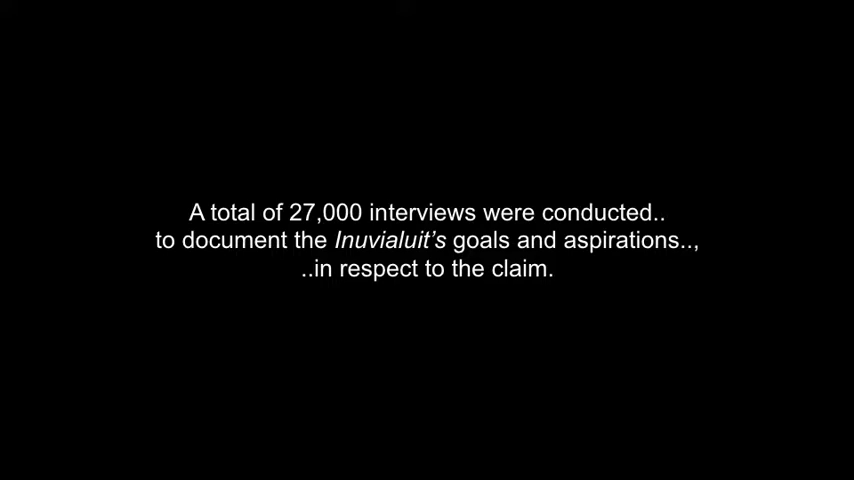 A total of 27,000 interviews were conducted..
to document the Inuvialuit’s goals and aspirations..,
..in respect to the claim.